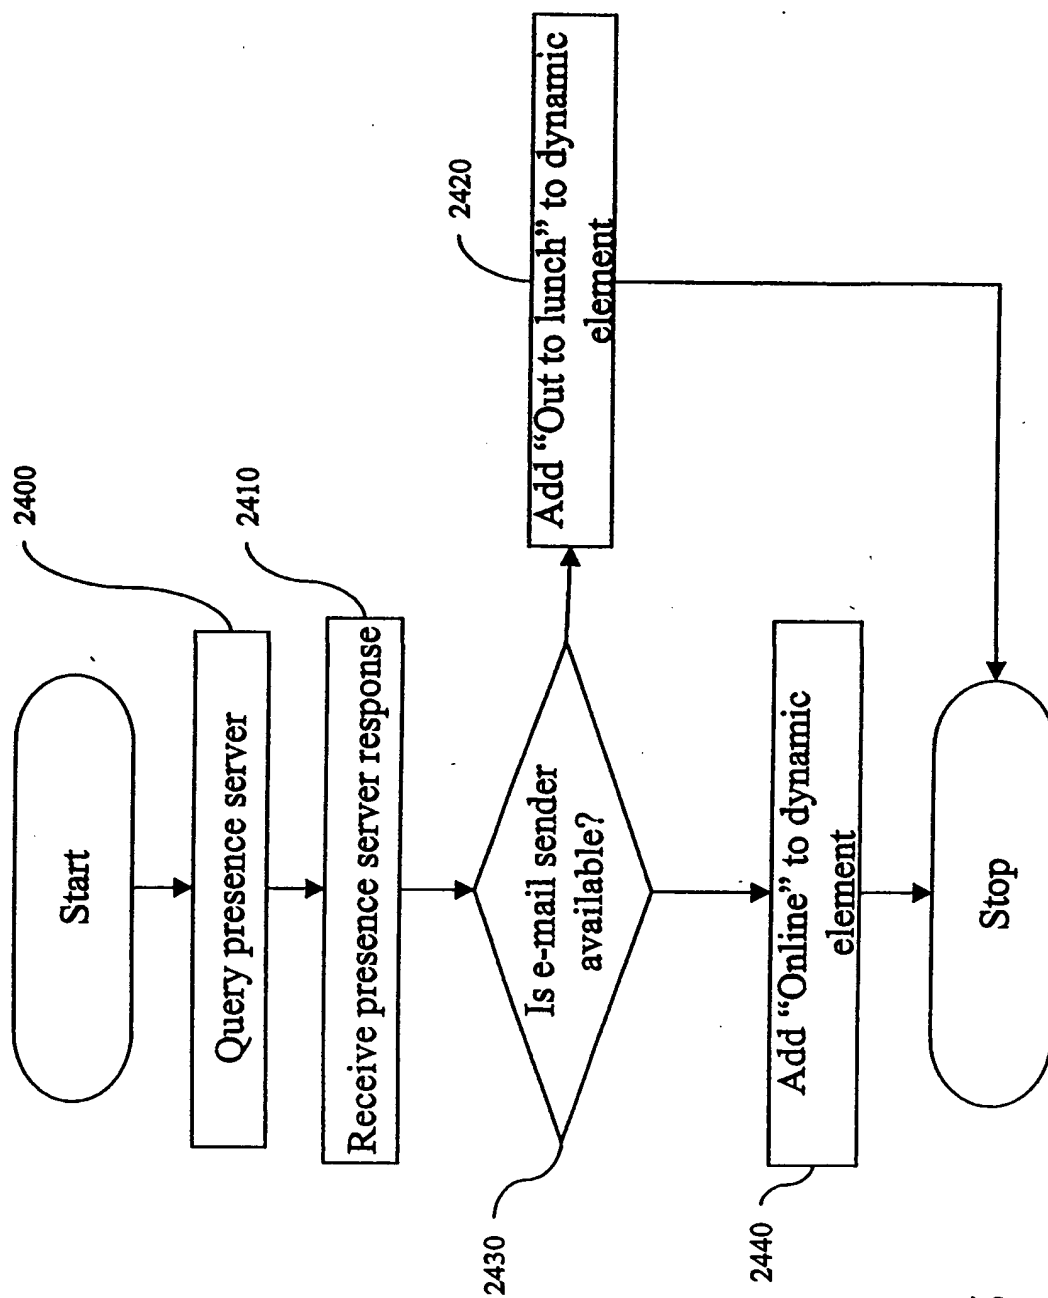 Start
2400
Query presence server
2410
Receive presence server response
2430
Is e-mail sender
available?
2420
Add “Out to lunch” to dynamic
element
2440
Add “Online” to dynamic
element
Stop